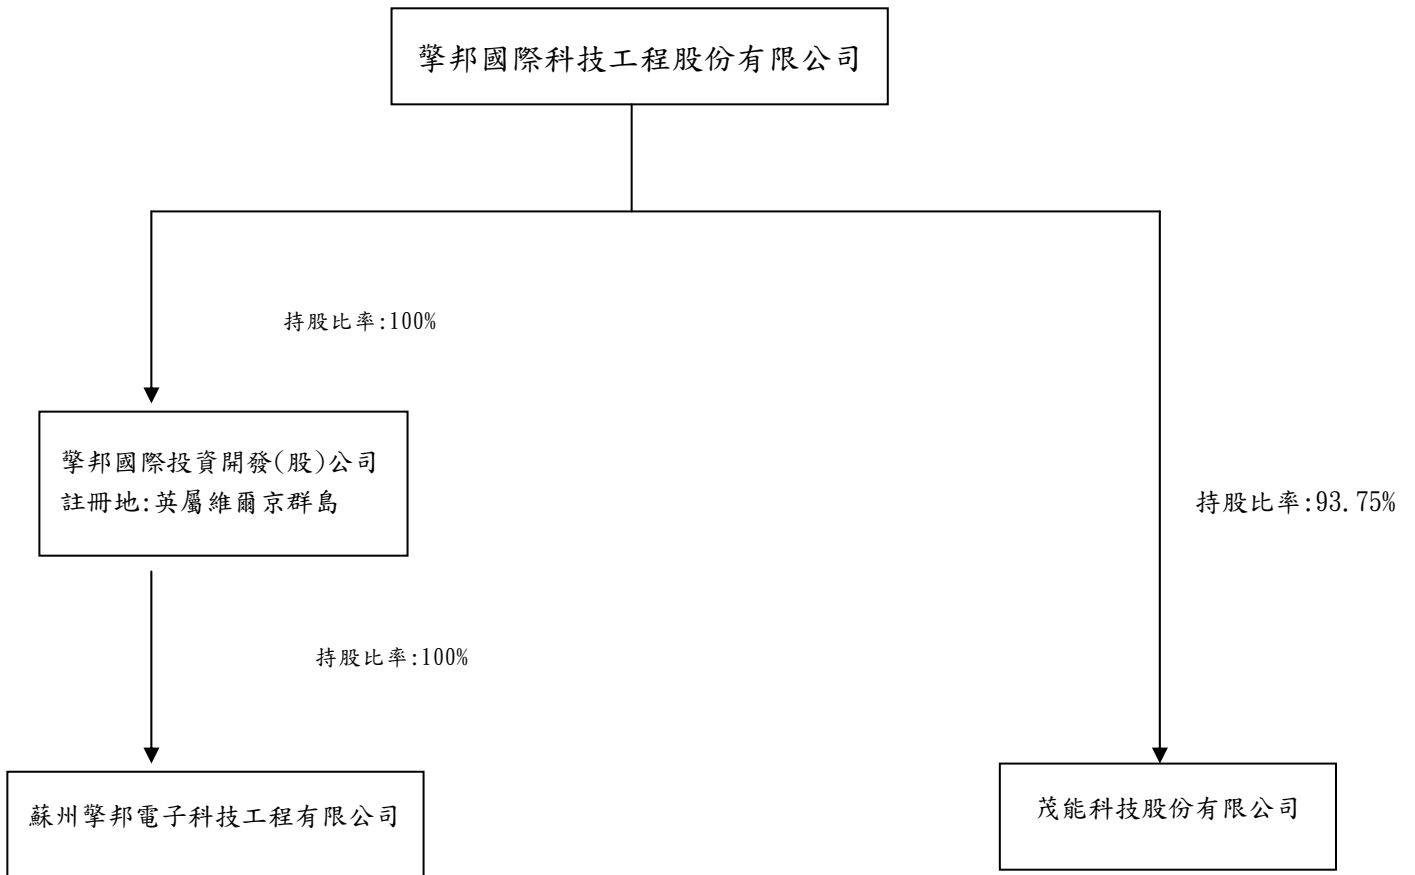 擎邦國際科技工程股份有限公司
持股比率:100%
擎邦國際投資開發(股)公司
註冊地:英屬維爾京群島
持股比率:93.75%
持股比率:100%
蘇州擎邦電子科技工程有限公司
茂能科技股份有限公司